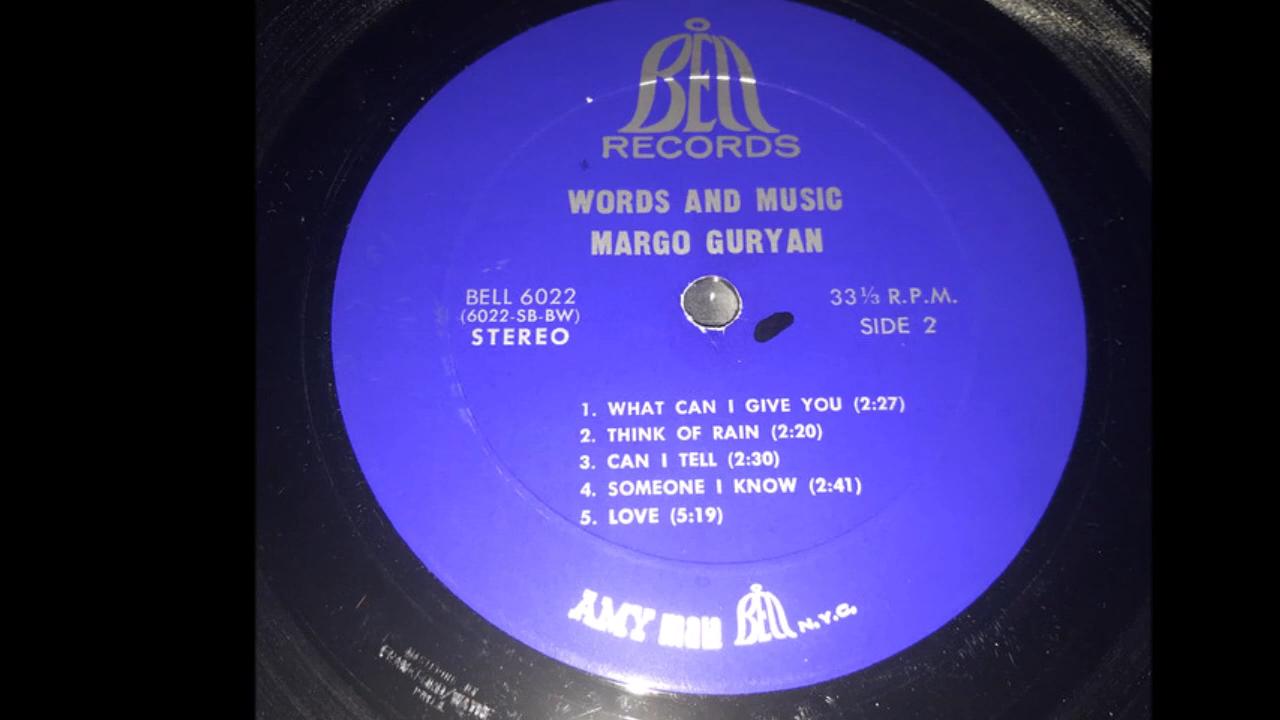 BELL
RECORDS
WORDS AND MUSIC
MARGO GURYAN
BELL 6022
(6022-SB-BW)
STEREO
33⅓ R.P.M.
SIDE 2
1. WHAT CAN I GIVE YOU (2:27)
2. THINK OF RAIN (2:20)
3. CAN I TELL (2:30)
4. SOMEONE I KNOW (2:41)
5. LOVE (5:19)
AMY mala BELL N.Y.C.